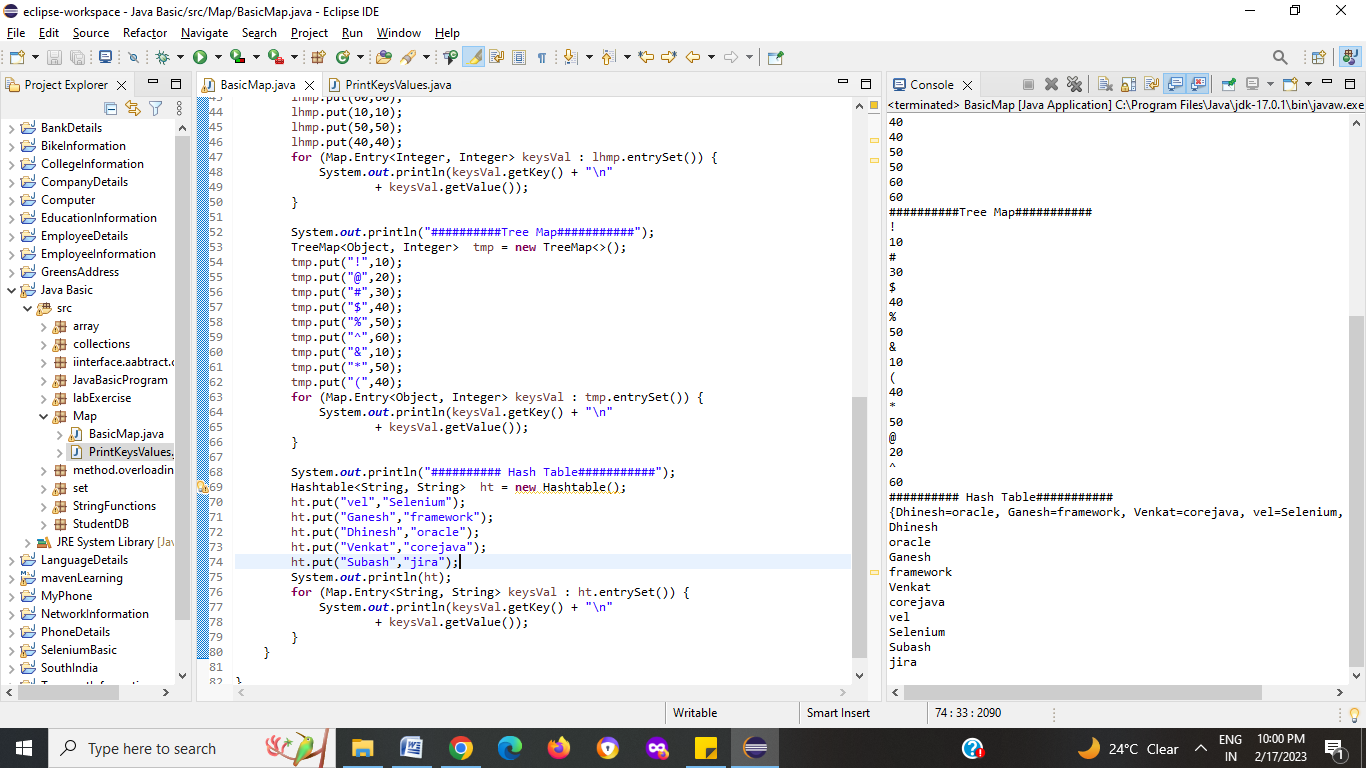 eclipse-workspace - Java Basic/src/Map/BasicMap.java - Eclipse IDE
File Edit Source Refactor Navigate Search Project Run Window Help
Project Explorer
BankDetails
BikeInformation
CollegeInformation
CompanyDetails
Computer
EducationInformation
EmployeeDetails
EmployeeInformation
GreensAddress
Java Basic
src
array
collections
iinterface.aabtract.c
JavaBasicProgram
labExercise
Map
BasicMap.java
PrintKeysValues.
method.overloadin
set
StringFunctions
StudentDB
JRE System Library [Jav
LanguageDetails
mavenLearning
MyPhone
NetworkInformation
PhoneDetails
SeleniumBasic
SouthIndia
BasicMap.java PrintKeysValues.java
43 lhmp.put(60,60);
44 lhmp.put(10,10);
45 lhmp.put(50,50);
46 lhmp.put(40,40);
47 for (Map.Entry<Integer, Integer> keysVal : lhmp.entrySet()) {
48 System.out.println(keysVal.getKey() + "\n"
49 + keysVal.getValue());
50 }
51
52 System.out.println("##########Tree Map###########");
53 TreeMap<Object, Integer> tmp = new TreeMap<>();
54 tmp.put("!",10);
55 tmp.put("@",20);
56 tmp.put("#",30);
57 tmp.put("$",40);
58 tmp.put("%",50);
59 tmp.put("^",60);
60 tmp.put("&",10);
61 tmp.put("*",50);
62 tmp.put("(",40);
63 for (Map.Entry<Object, Integer> keysVal : tmp.entrySet()) {
64 System.out.println(keysVal.getKey() + "\n"
65 + keysVal.getValue());
66 }
67
68 System.out.println("########## Hash Table###########");
69 Hashtable<String, String> ht = new Hashtable();
70 ht.put("vel","Selenium");
71 ht.put("Ganesh","framework");
72 ht.put("Dhinesh","oracle");
73 ht.put("Venkat","corejava");
74 ht.put("Subash","jira");
75 System.out.println(ht);
76 for (Map.Entry<String, String> keysVal : ht.entrySet()) {
77 System.out.println(keysVal.getKey() + "\n"
78 + keysVal.getValue());
79 }
80 }
81
82 }
Console
<terminated> BasicMap [Java Application] C:\Program Files\Java\jdk-17.0.1\bin\javaw.exe
40
40
50
50
60
60
##########Tree Map###########
!
10
#
30
$
40
%
50
&
10
(
40
*
50
@
20
^
60
########## Hash Table###########
{Dhinesh=oracle, Ganesh=framework, Venkat=corejava, vel=Selenium,
Dhinesh
oracle
Ganesh
framework
Venkat
corejava
vel
Selenium
Subash
jira
Writable Smart Insert 74 : 33 : 2090
Type here to search
24°C Clear
ENG
IN
10:00 PM
2/17/2023
1